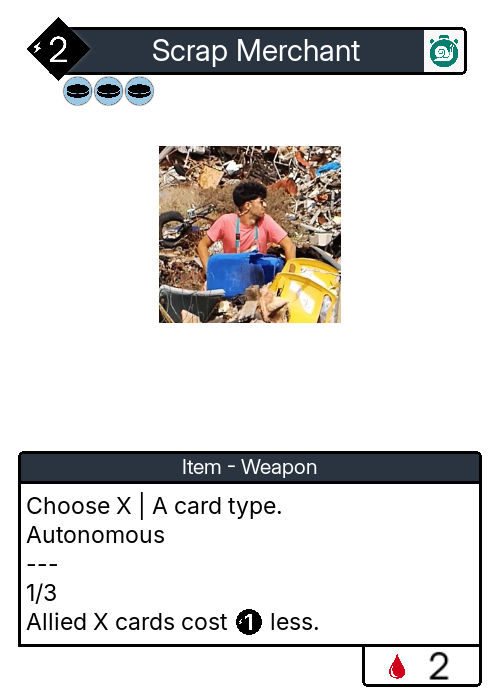 2
Scrap Merchant
Item - Weapon
Choose X | A card type.
Autonomous
---
1/3
Allied X cards cost 1 less.
2